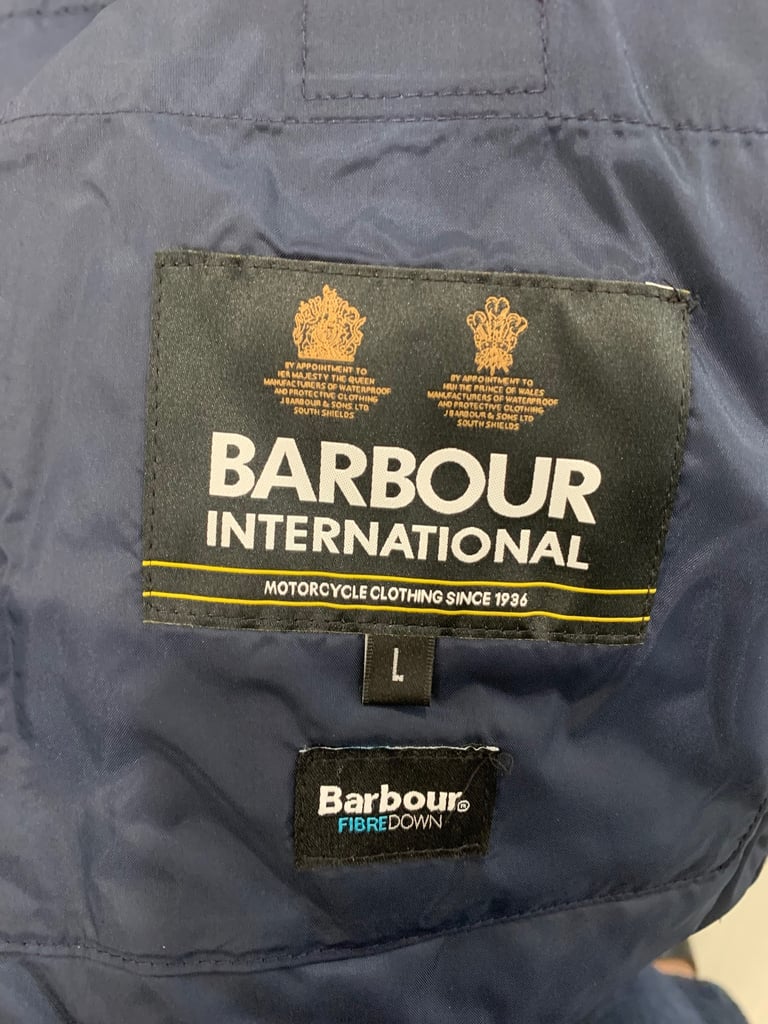 BY APPOINTMENT TO
HER MAJESTY THE QUEEN
MANUFACTURERS OF WATERPROOF
AND PROTECTIVE CLOTHING
J BARBOUR & SONS LTD
SOUTH SHIELDS
BY APPOINTMENT TO
HRH THE PRINCE OF WALES
MANUFACTURERS OF WATERPROOF
AND PROTECTIVE CLOTHING
J BARBOUR & SONS LTD
SOUTH SHIELDS
BARBOUR
INTERNATIONAL
MOTORCYCLE CLOTHING SINCE 1936
L
Barbour®
FIBREDOWN